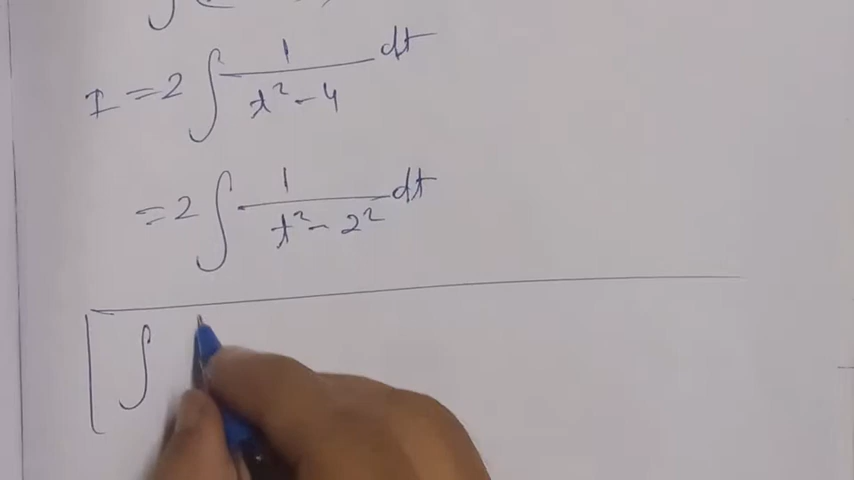 I = 2 ∫ 1/(t² - 4) dt
= 2 ∫ 1/(t² - 2²) dt
[ ∫